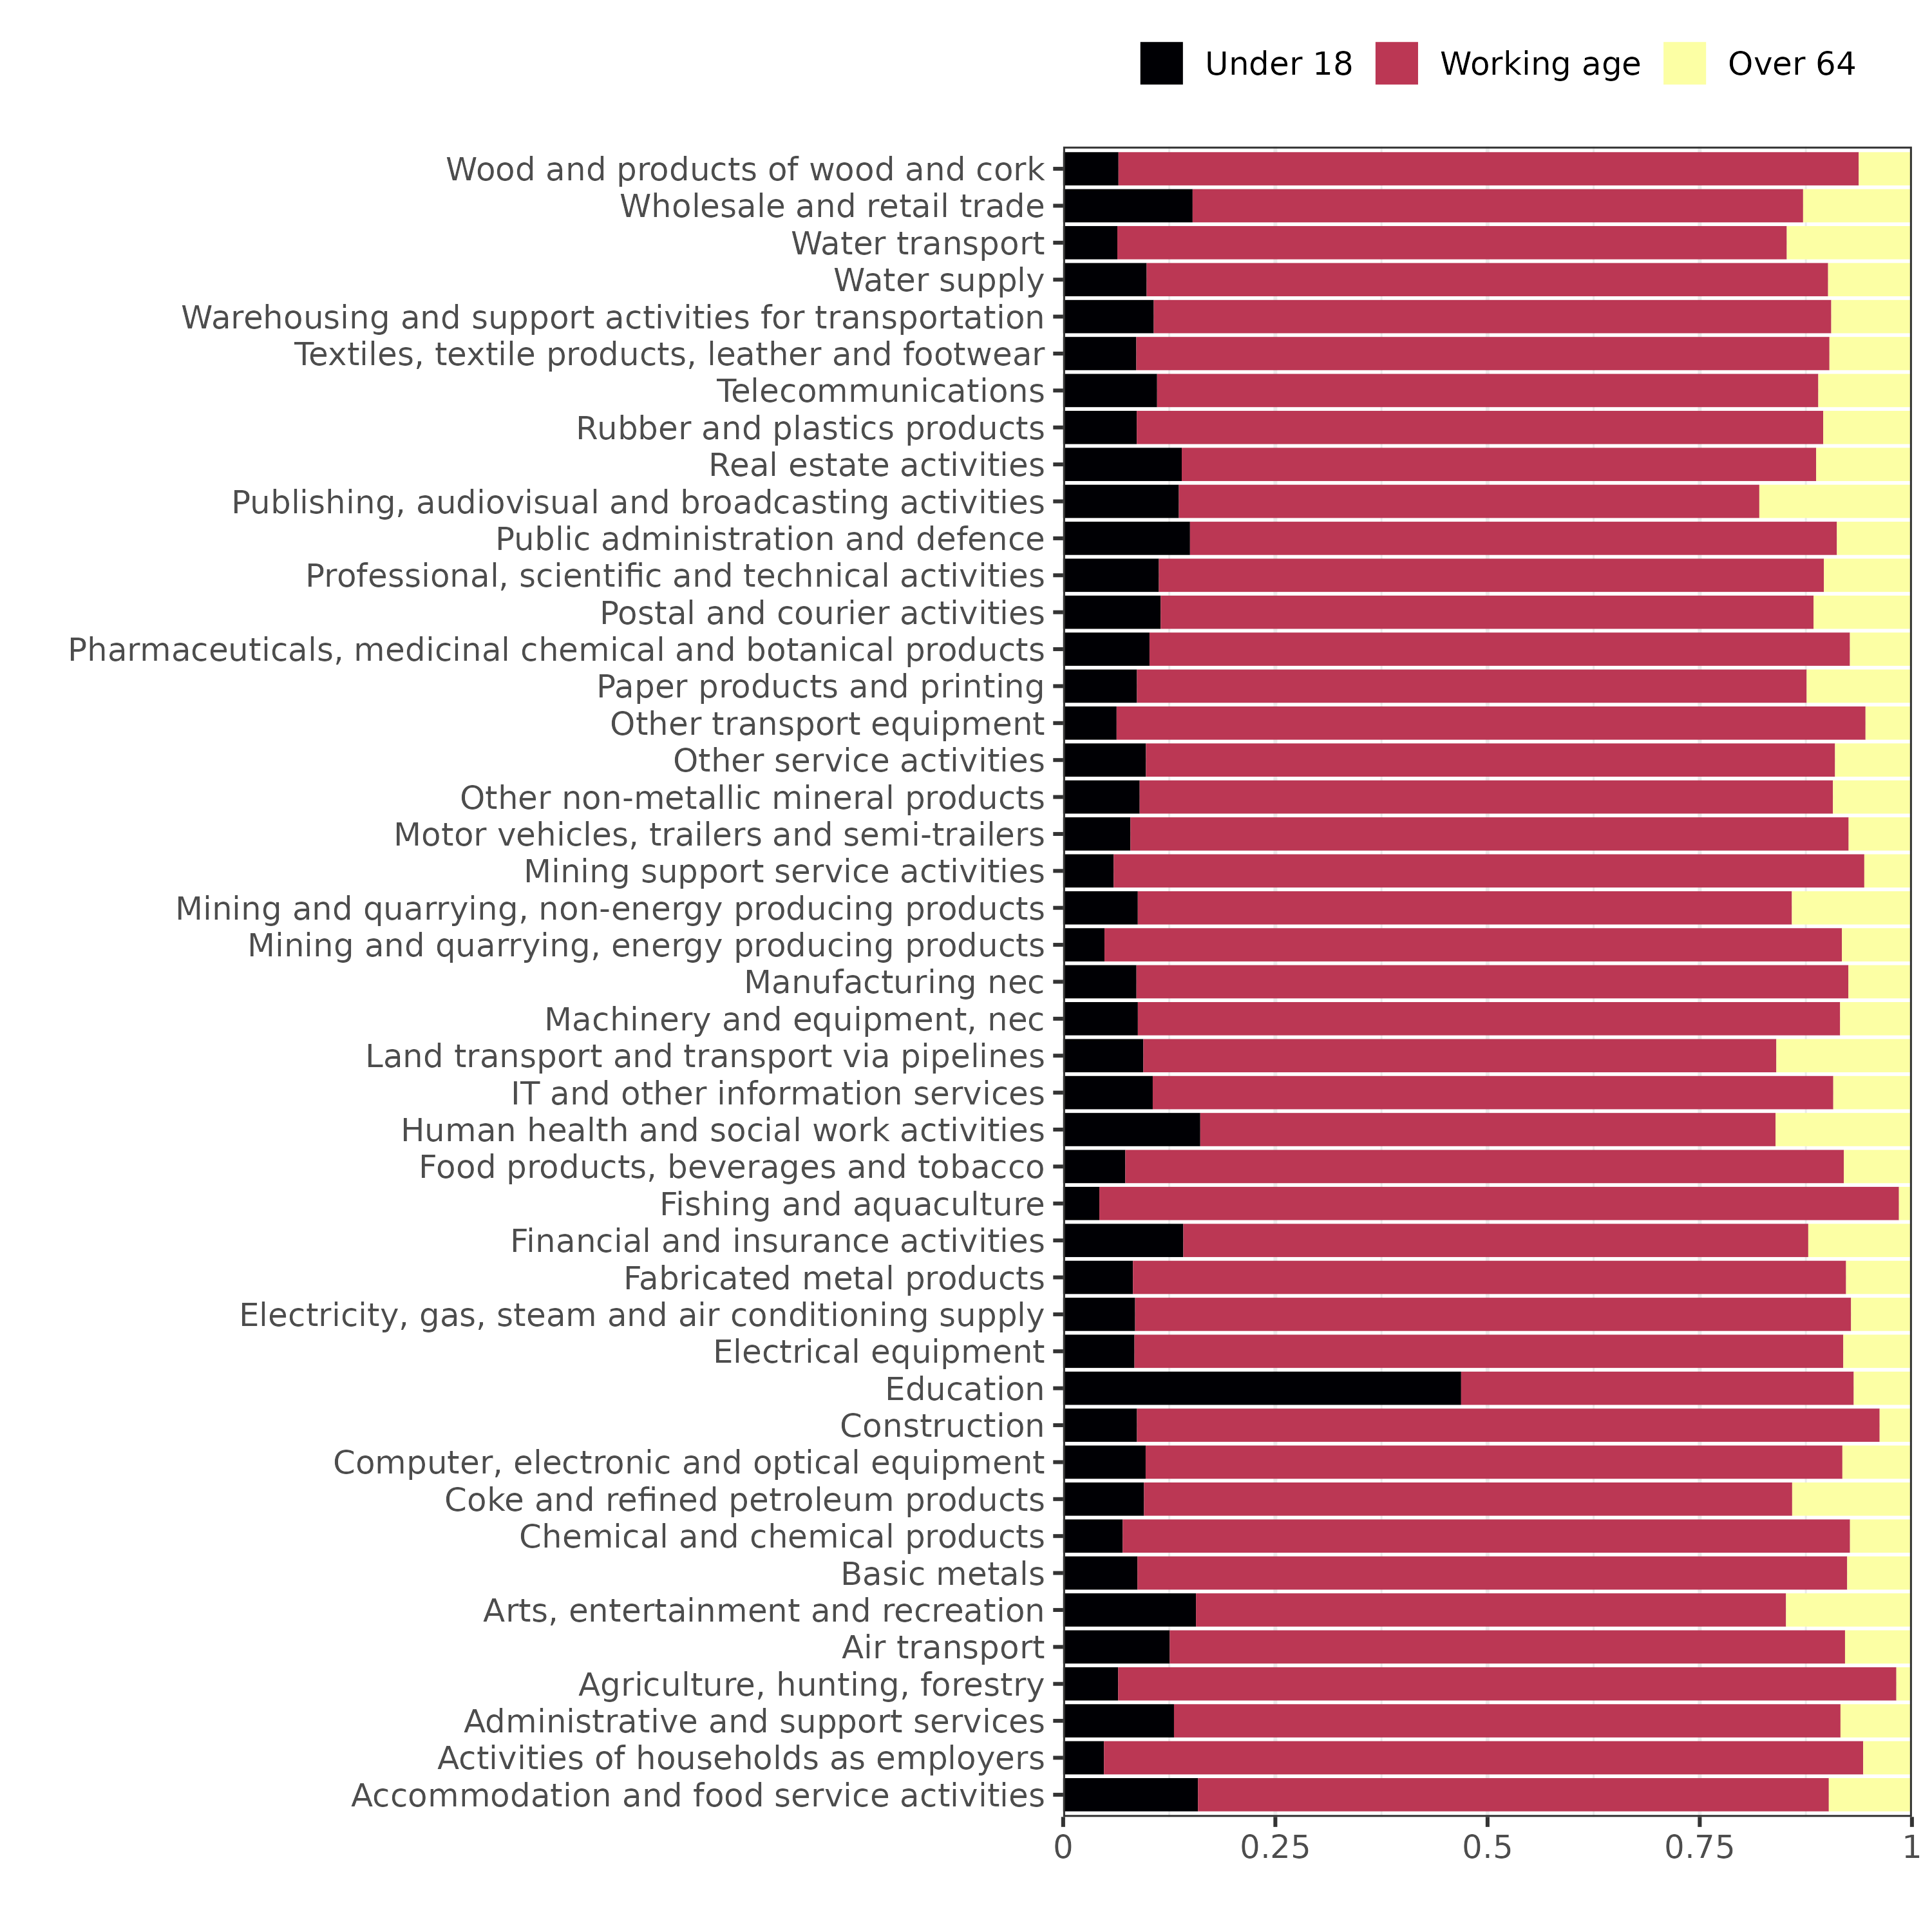 Under 18 Working age Over 64
Wood and products of wood and cork
Wholesale and retail trade
Water transport
Water supply
Warehousing and support activities for transportation
Textiles, textile products, leather and footwear
Telecommunications
Rubber and plastics products
Real estate activities
Publishing, audiovisual and broadcasting activities
Public administration and defence
Professional, scientific and technical activities
Postal and courier activities
Pharmaceuticals, medicinal chemical and botanical products
Paper products and printing
Other transport equipment
Other service activities
Other non-metallic mineral products
Motor vehicles, trailers and semi-trailers
Mining support service activities
Mining and quarrying, non-energy producing products
Mining and quarrying, energy producing products
Manufacturing nec
Machinery and equipment, nec
Land transport and transport via pipelines
IT and other information services
Human health and social work activities
Food products, beverages and tobacco
Fishing and aquaculture
Financial and insurance activities
Fabricated metal products
Electricity, gas, steam and air conditioning supply
Electrical equipment
Education
Construction
Computer, electronic and optical equipment
Coke and refined petroleum products
Chemical and chemical products
Basic metals
Arts, entertainment and recreation
Air transport
Agriculture, hunting, forestry
Administrative and support services
Activities of households as employers
Accommodation and food service activities
0 0.25 0.5 0.75 1